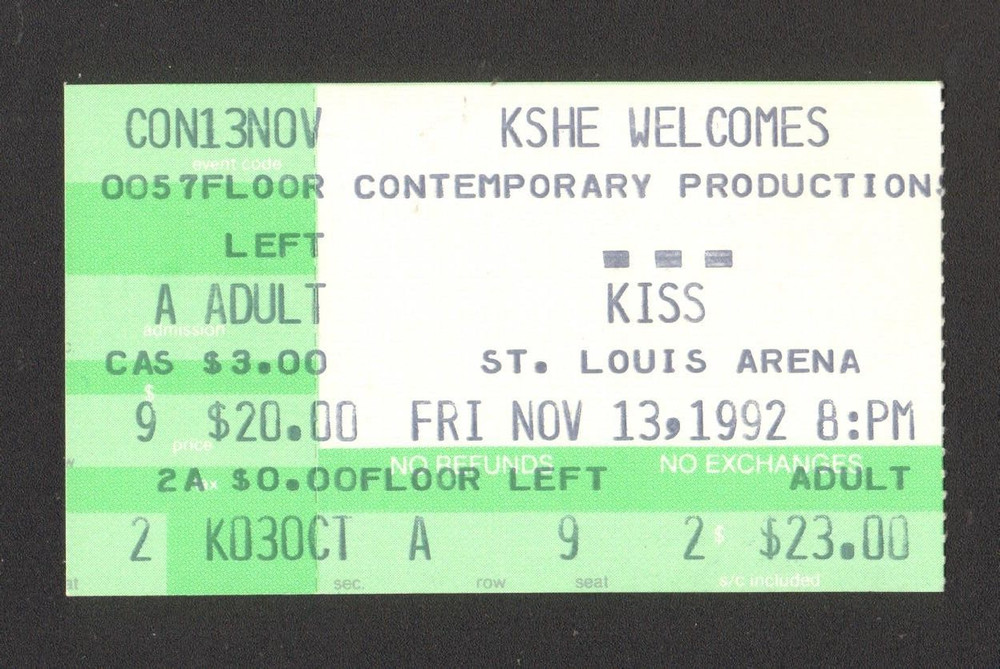 CON13NOV KSHE WELCOMES
event code
0057FLOOR CONTEMPORARY PRODUCTION
LEFT
A ADULT KISS
admission
CAS $3.00 ST. LOUIS ARENA
$
9 $20.00 FRI NOV 13,1992 8:PM
price NO REFUNDS NO EXCHANGES
2A $0.00FLOOR LEFT ADULT
2 K030CT A 9 2 $ $23.00
sec. row seat s/c included